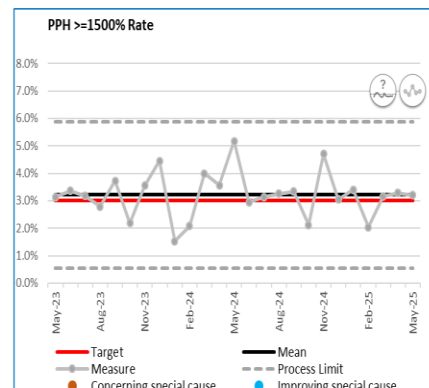 PPH >=1500% Rate
8.0%
7.0%
6.0%
5.0%
4.0%
3.0%
2.0%
1.0%
0.0%
?
May-23
Aug-23
Nov-23
Feb-24
May-24
Aug-24
Nov-24
Feb-25
May-25
Target Mean
Measure Process Limit
Concerning special cause Improving special cause